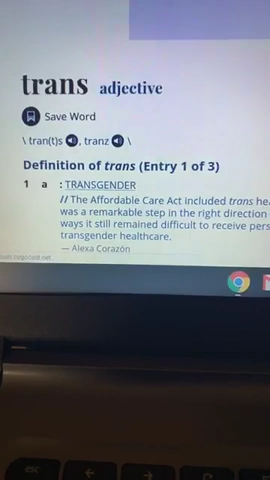 trans adjective
Save Word
\ tran(t)s , tranz \
Definition of trans (Entry 1 of 3)
1 a : TRANSGENDER
// The Affordable Care Act included trans
was a remarkable step in the right direction
ways it still remained difficult to receive
transgender healthcare.
— Alexa Corazón
esc